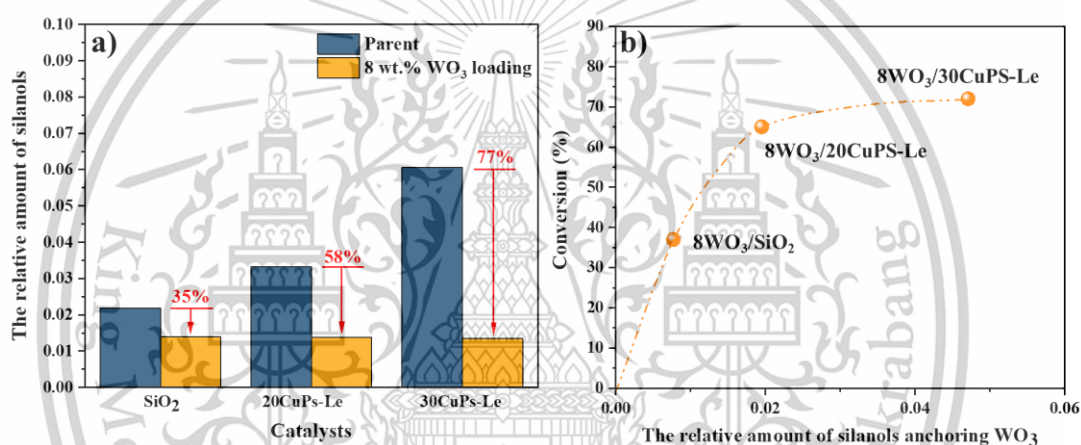 a)
Parent
8 wt.% WO3 loading
The relative amount of silanols
0.10
0.09
0.08
0.07
0.06
0.05
0.04
0.03
0.02
0.01
0.00
35%
58%
77%
SiO2
20CuPs-Le
30CuPs-Le
Catalysts
b)
Conversion (%)
90
80
70
60
50
40
30
20
10
0
8WO3/30CuPS-Le
8WO3/20CuPS-Le
8WO3/SiO2
0.00
0.02
0.04
0.06
The relative amount of silanols anchoring WO3
King Mo
Krabang